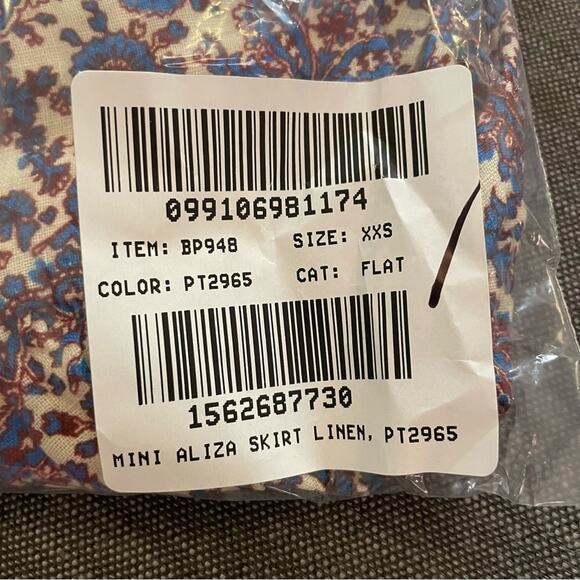 099106981174
ITEM: BP948 SIZE: XXS
COLOR: PT2965 CAT: FLAT
1562687730
MINI ALIZA SKIRT LINEN, PT2965